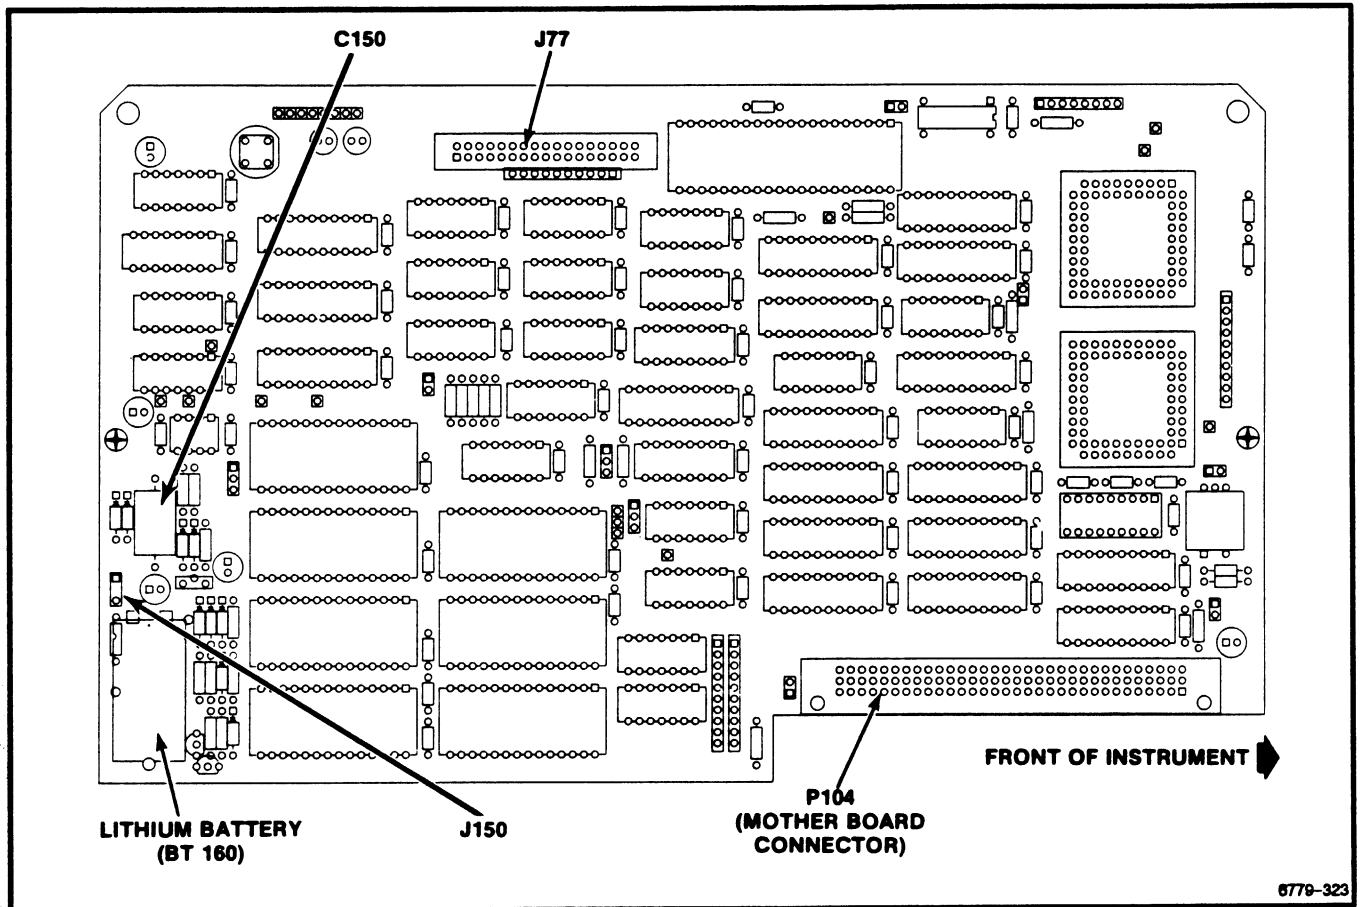 C150
J77
FRONT OF INSTRUMENT
P104
(MOTHER BOARD
CONNECTOR)
LITHIUM BATTERY
(BT 160)
J150
6779-323